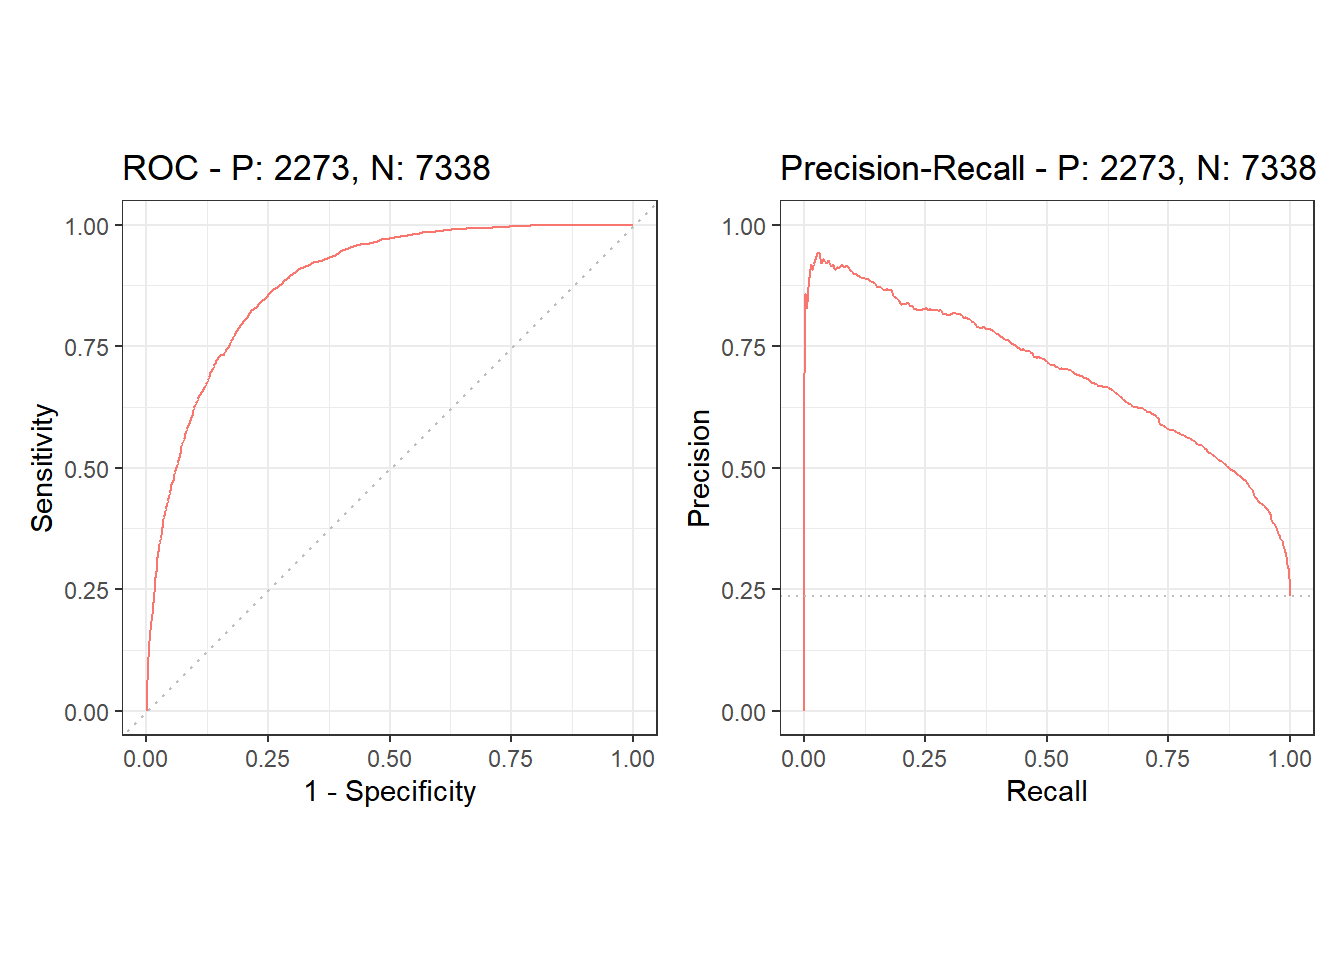 ROC - P: 2273, N: 7338
1.00
0.75
0.50
0.25
0.00
Sensitivity
0.00 0.25 0.50 0.75 1.00
1 - Specificity
Precision-Recall - P: 2273, N: 7338
1.00
0.75
0.50
0.25
0.00
Precision
0.00 0.25 0.50 0.75 1.00
Recall